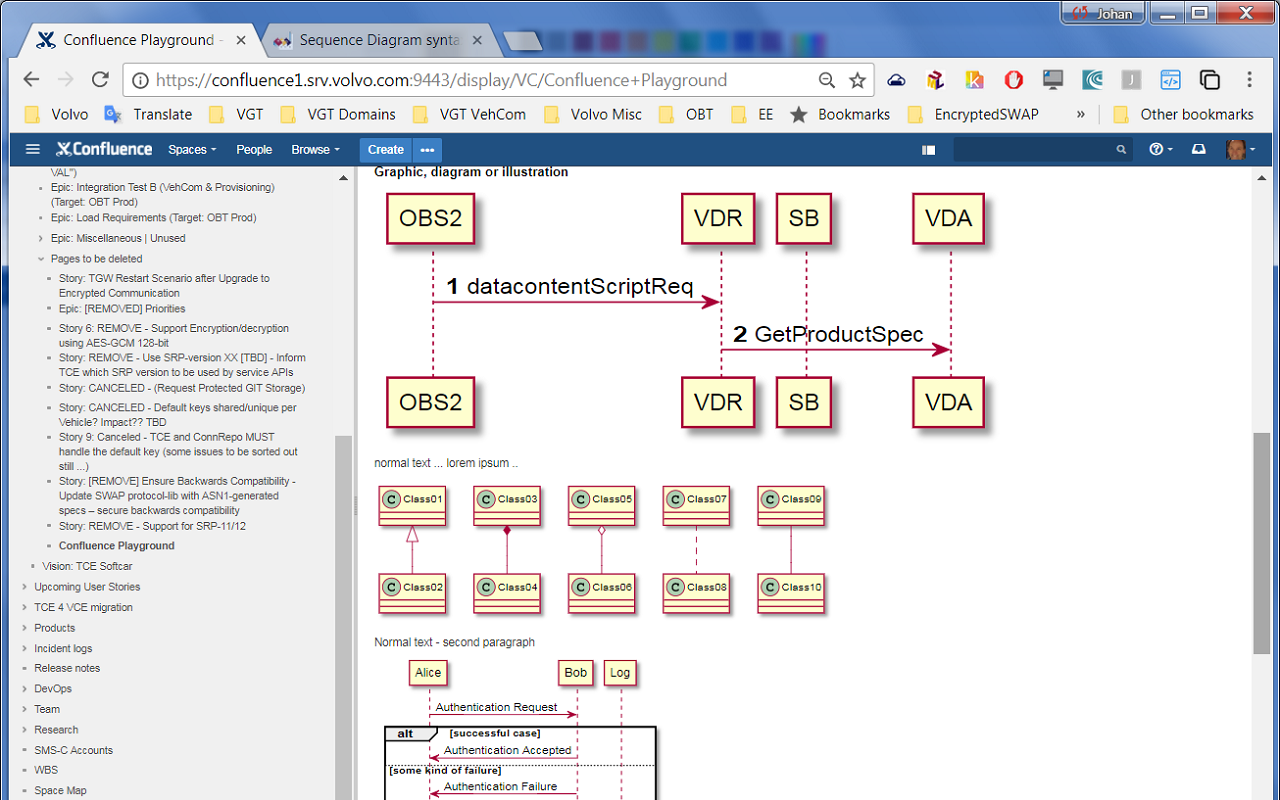 Johan
Confluence Playground -
Sequence Diagram synta
https://confluence1.srv.volvo.com:9443/display/VC/Confluence+Playground
Volvo
Translate
VGT
VGT Domains
VGT VehCom
Volvo Misc
OBT
EE
Bookmarks
EncryptedSWAP
»
Other bookmarks
Confluence
Spaces
People
Browse
Create
VAL")
Epic: Integration Test B (VehCom & Provisioning)
(Target: OBT Prod)
Epic: Load Requirements (Target: OBT Prod)
Epic: Miscellaneous | Unused
Pages to be deleted
Story: TGW Restart Scenario after Upgrade to
Encrypted Communication
Epic: [REMOVED] Priorities
Story 6: REMOVE - Support Encryption/decryption
using AES-GCM 128-bit
Story: REMOVE - Use SRP-version XX [TBD] - Inform
TCE which SRP version to be used by service APIs
Story: CANCELED - (Request Protected GIT Storage)
Story: CANCELED - Default keys shared/unique per
Vehicle? Impact?? TBD
Story 9: Canceled - TCE and ConnRepo MUST
handle the default key (some issues to be sorted out
still ...)
Story: [REMOVE] Ensure Backwards Compatibility -
Update SWAP protocol-lib with ASN1-generated
specs – secure backwards compatibility
Story: REMOVE - Support for SRP-11/12
Confluence Playground
Vision: TCE Softcar
Upcoming User Stories
TCE 4 VCE migration
Products
Incident logs
Release notes
DevOps
Team
Research
SMS-C Accounts
WBS
Space Map
Graphic, diagram or illustration
OBS2 VDR SB VDA
1 datacontentScriptReq
2 GetProductSpec
OBS2 VDR SB VDA
normal text ... lorem ipsum ..
C Class01 C Class03 C Class05 C Class07 C Class09
C Class02 C Class04 C Class06 C Class08 C Class10
Normal text - second paragraph
Alice Bob Log
Authentication Request
alt [successful case]
Authentication Accepted
[some kind of failure]
Authentication Failure